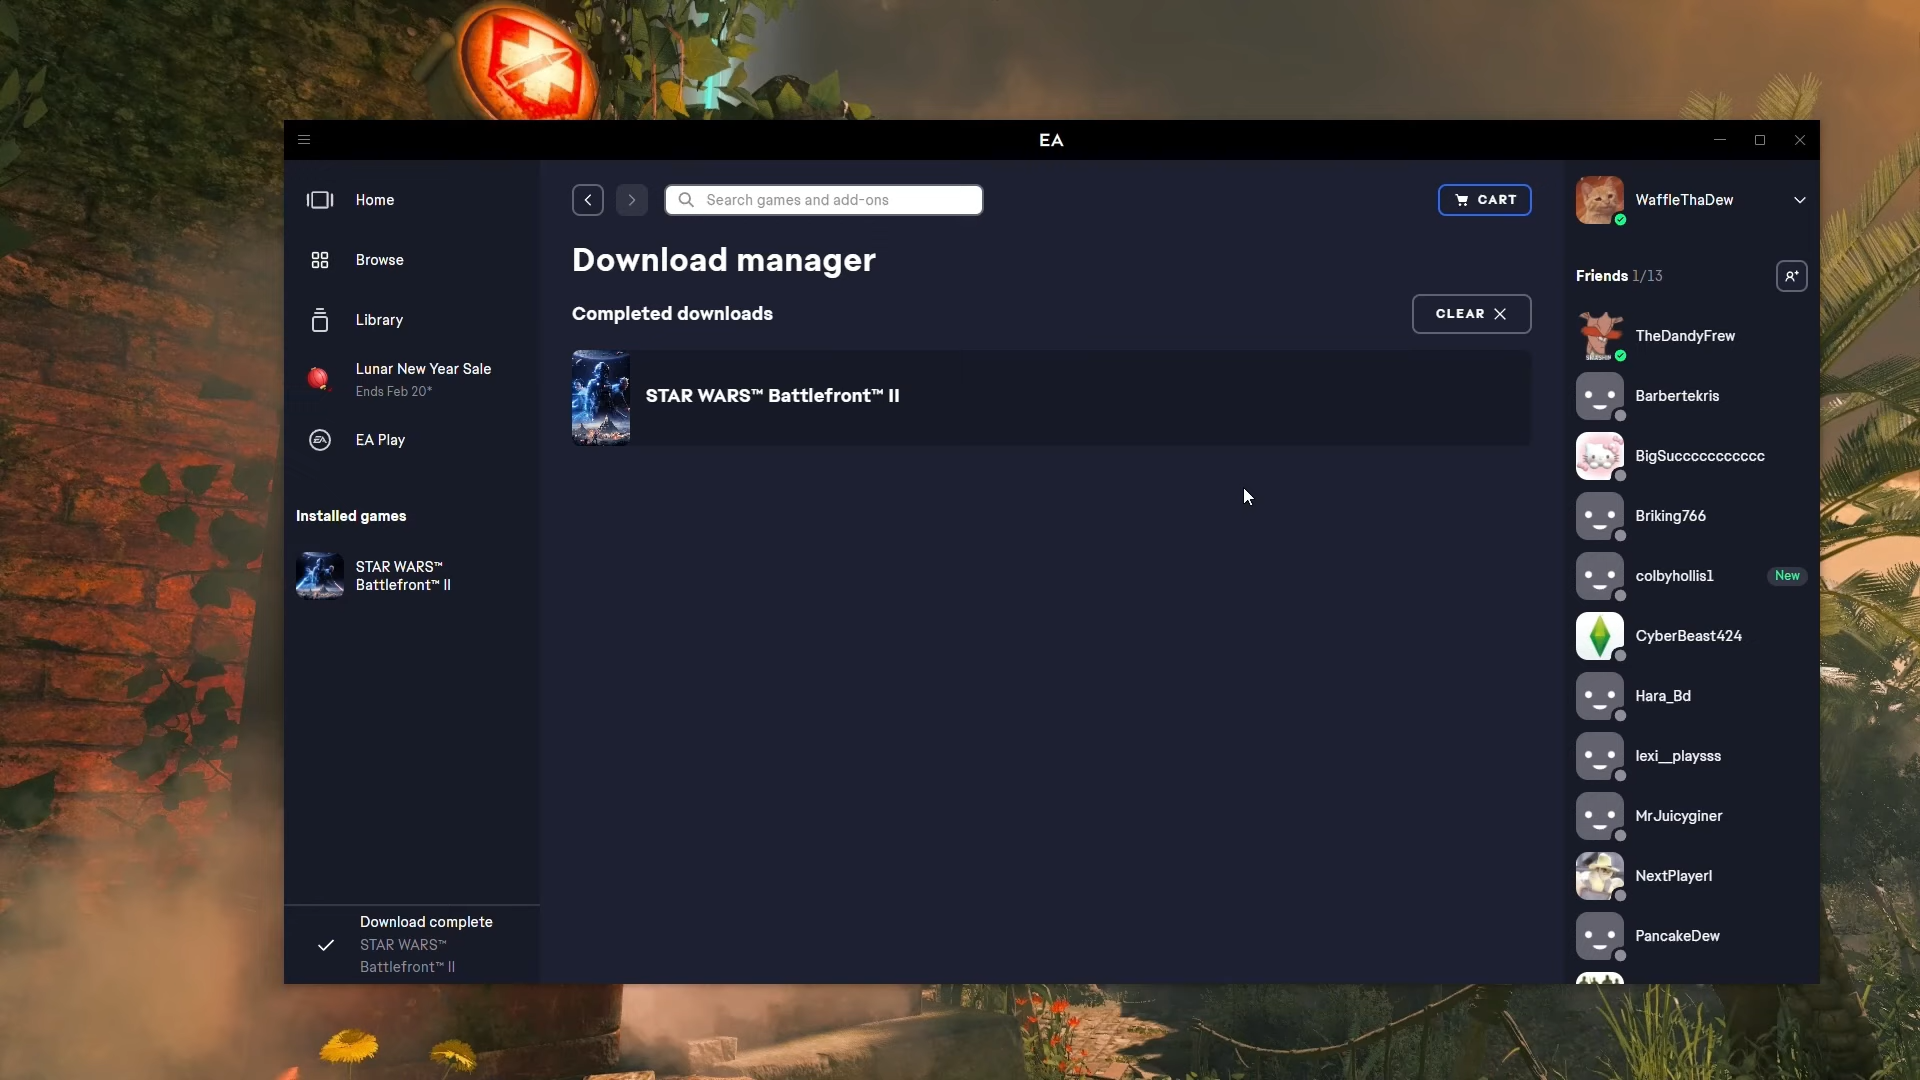 EA
Home
Browse
Library
Lunar New Year Sale
Ends Feb 20*
EA Play
Installed games
STAR WARS™
Battlefront™ II
Download complete
STAR WARS™
Battlefront™ II
Search games and add-ons
CART
Download manager
Completed downloads
CLEAR
STAR WARS™ Battlefront™ II
WaffleThaDew
Friends 1/13
TheDandyFrew
Barbertekris
BigSuccccccccccc
Briking766
colbyhollis1
New
CyberBeast424
Hara_Bd
lexi__playsss
MrJuicyginer
NextPlayerI
PancakeDew